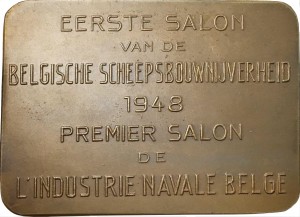 EERSTE SALON
VAN DE
BELGISCHE SCHEEPSBOUWNIJVERHEID
1948
PREMIER SALON
DE
L'INDUSTRIE NAVALE BELGE